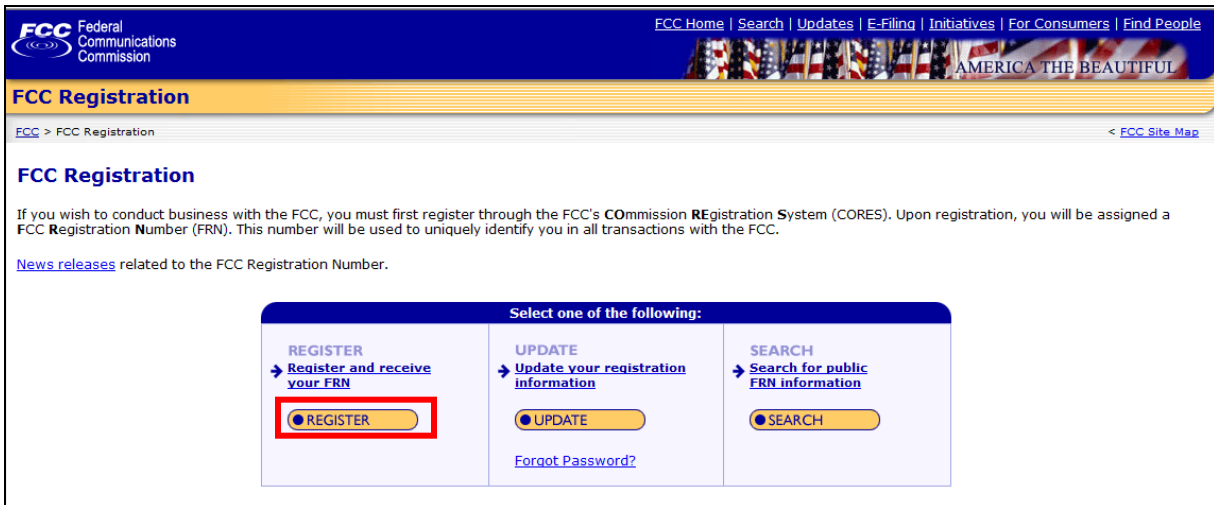 FCC Federal
Communications
Commission
FCC Home | Search | Updates | E-Filing | Initiatives | For Consumers | Find People
AMERICA THE BEAUTIFUL
FCC Registration
FCC > FCC Registration
< FCC Site Map
FCC Registration
If you wish to conduct business with the FCC, you must first register through the FCC's COmmission REgistration System (CORES). Upon registration, you will be assigned a
FCC Registration Number (FRN). This number will be used to uniquely identify you in all transactions with the FCC.
News releases related to the FCC Registration Number.
Select one of the following:
REGISTER
Register and receive
your FRN
REGISTER
UPDATE
Update your registration
information
UPDATE
Forgot Password?
SEARCH
Search for public
FRN information
SEARCH